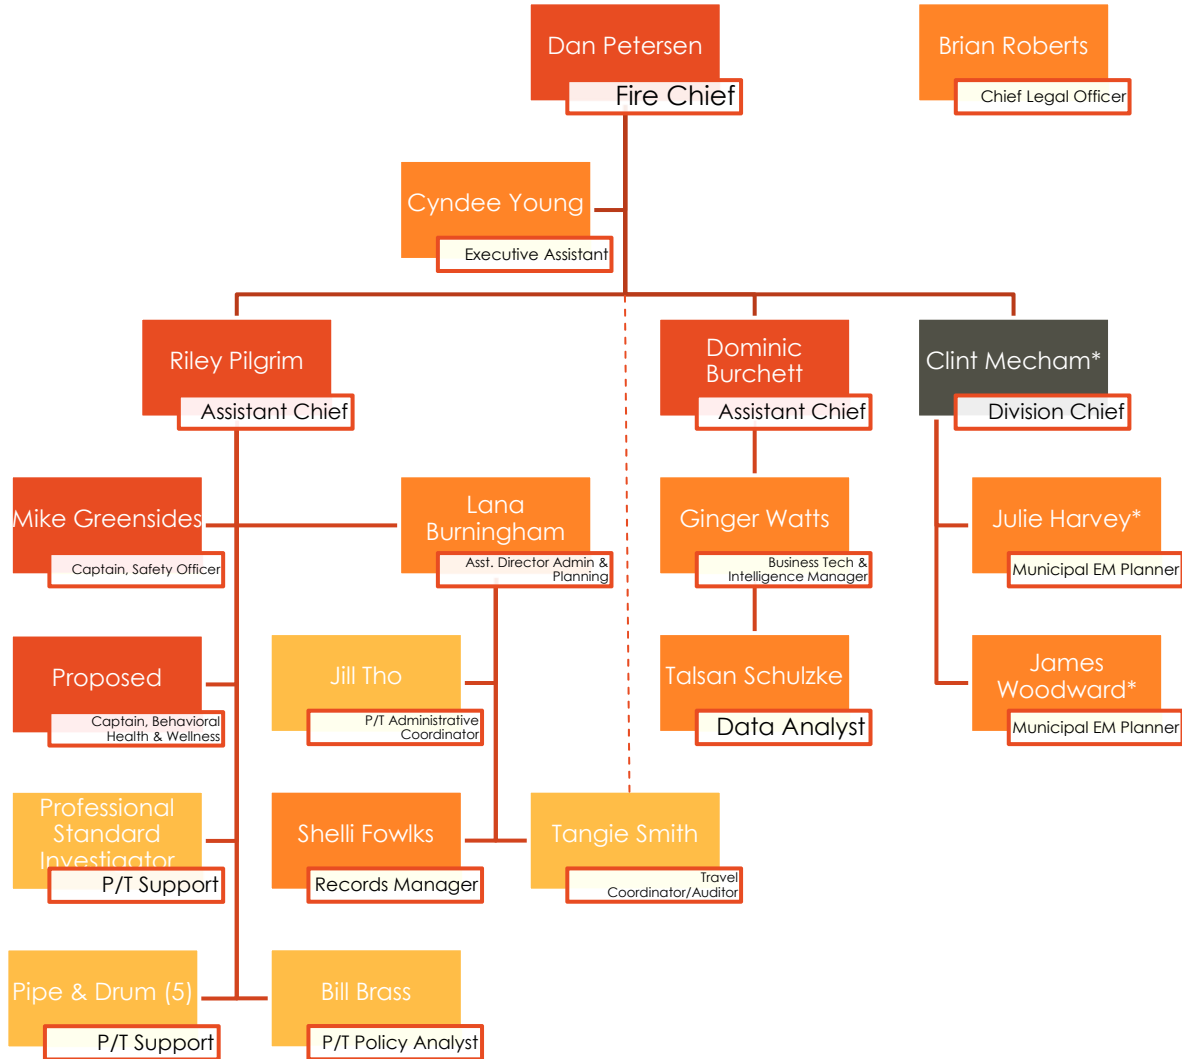 Dan Petersen
Fire Chief
Brian Roberts
Chief Legal Officer
Cyndee Young
Executive Assistant
Riley Pilgrim
Assistant Chief
Dominic
Burchett
Assistant Chief
Clint Mecham*
Division Chief
Mike Greensides
Captain, Safety Officer
Lana
Burningham
Asst. Director Admin &
Planning
Ginger Watts
Business Tech &
Intelligence Manager
Julie Harvey*
Municipal EM Planner
Proposed
Captain, Behavioral
Health & Wellness
Jill Tho
P/T Administrative
Coordinator
Talsan Schulzke
Data Analyst
James
Woodward*
Municipal EM Planner
Professional
Standard
Investigator
P/T Support
Shelli Fowlks
Records Manager
Tangie Smith
Travel
Coordinator/Auditor
Pipe & Drum (5)
P/T Support
Bill Brass
P/T Policy Analyst